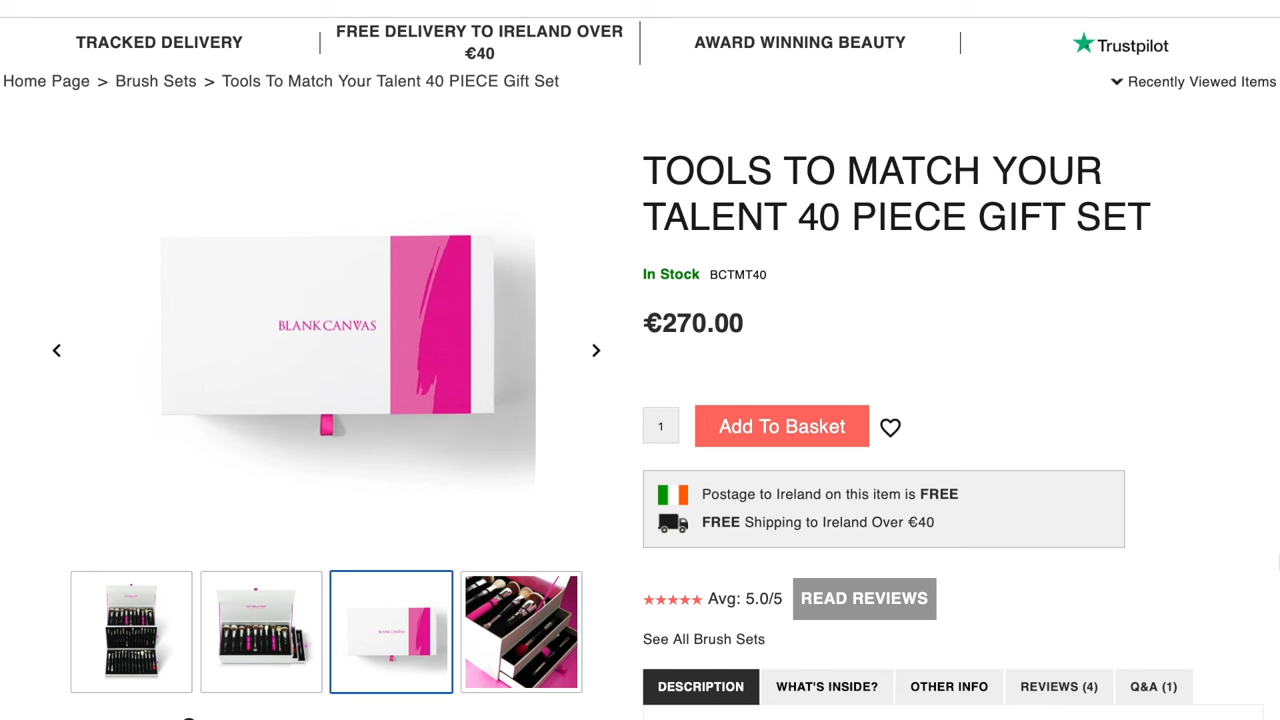 TRACKED DELIVERY
FREE DELIVERY TO IRELAND OVER
€40
AWARD WINNING BEAUTY
Trustpilot
Home Page > Brush Sets > Tools To Match Your Talent 40 PIECE Gift Set
Recently Viewed Items
BLANK CANVAS
TOOLS TO MATCH YOUR
TALENT 40 PIECE GIFT SET
In Stock BCTMT40
€270.00
1
Add To Basket
Postage to Ireland on this item is FREE
FREE Shipping to Ireland Over €40
Avg: 5.0/5 READ REVIEWS
See All Brush Sets
DESCRIPTION WHAT'S INSIDE? OTHER INFO REVIEWS (4) Q&A (1)